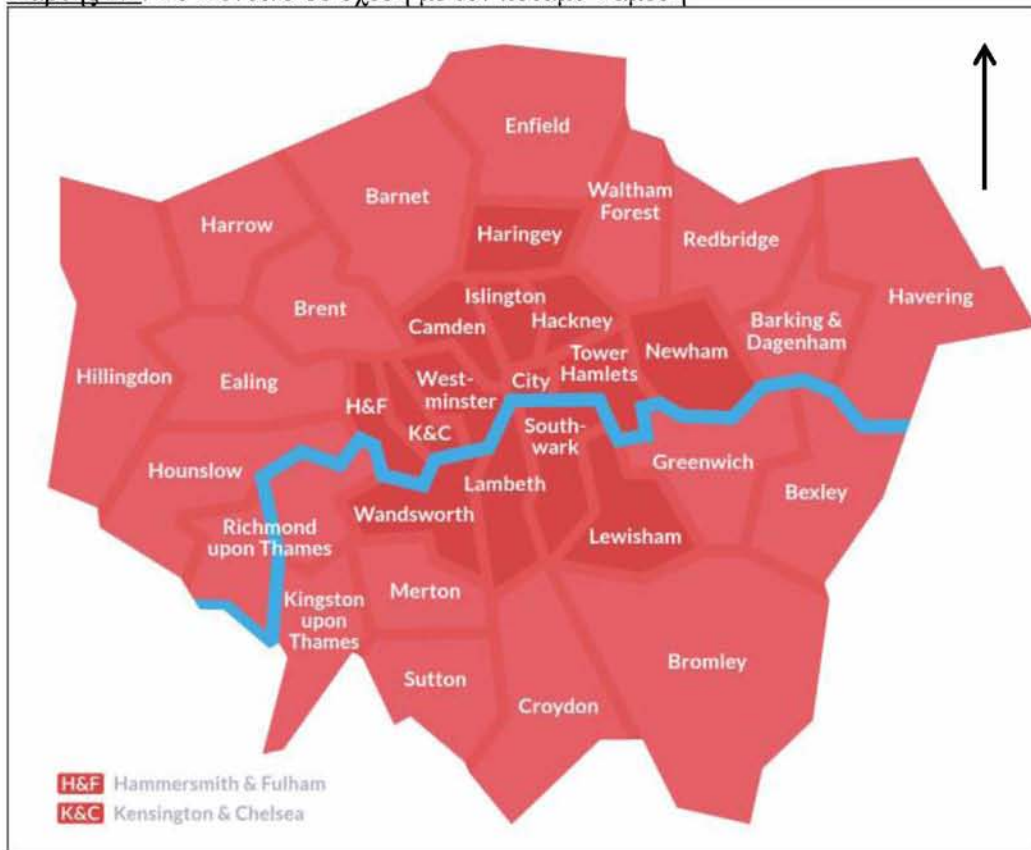 Enfield
Barnet
Waltham
Forest
Harrow
Haringey
Redbridge
Islington
Havering
Brent
Camden
Hackney
Barking &
Dagenham
Hillingdon
Ealing
West-
minster
City
Tower
Hamlets
Newham
H&F
K&C
South-
wark
Hounslow
Greenwich
Lambeth
Bexley
Wandsworth
Richmond
upon Thames
Lewisham
Merton
Kingston
upon
Thames
Sutton
Bromley
Croydon
H&F Hammersmith & Fulham
K&C Kensington & Chelsea